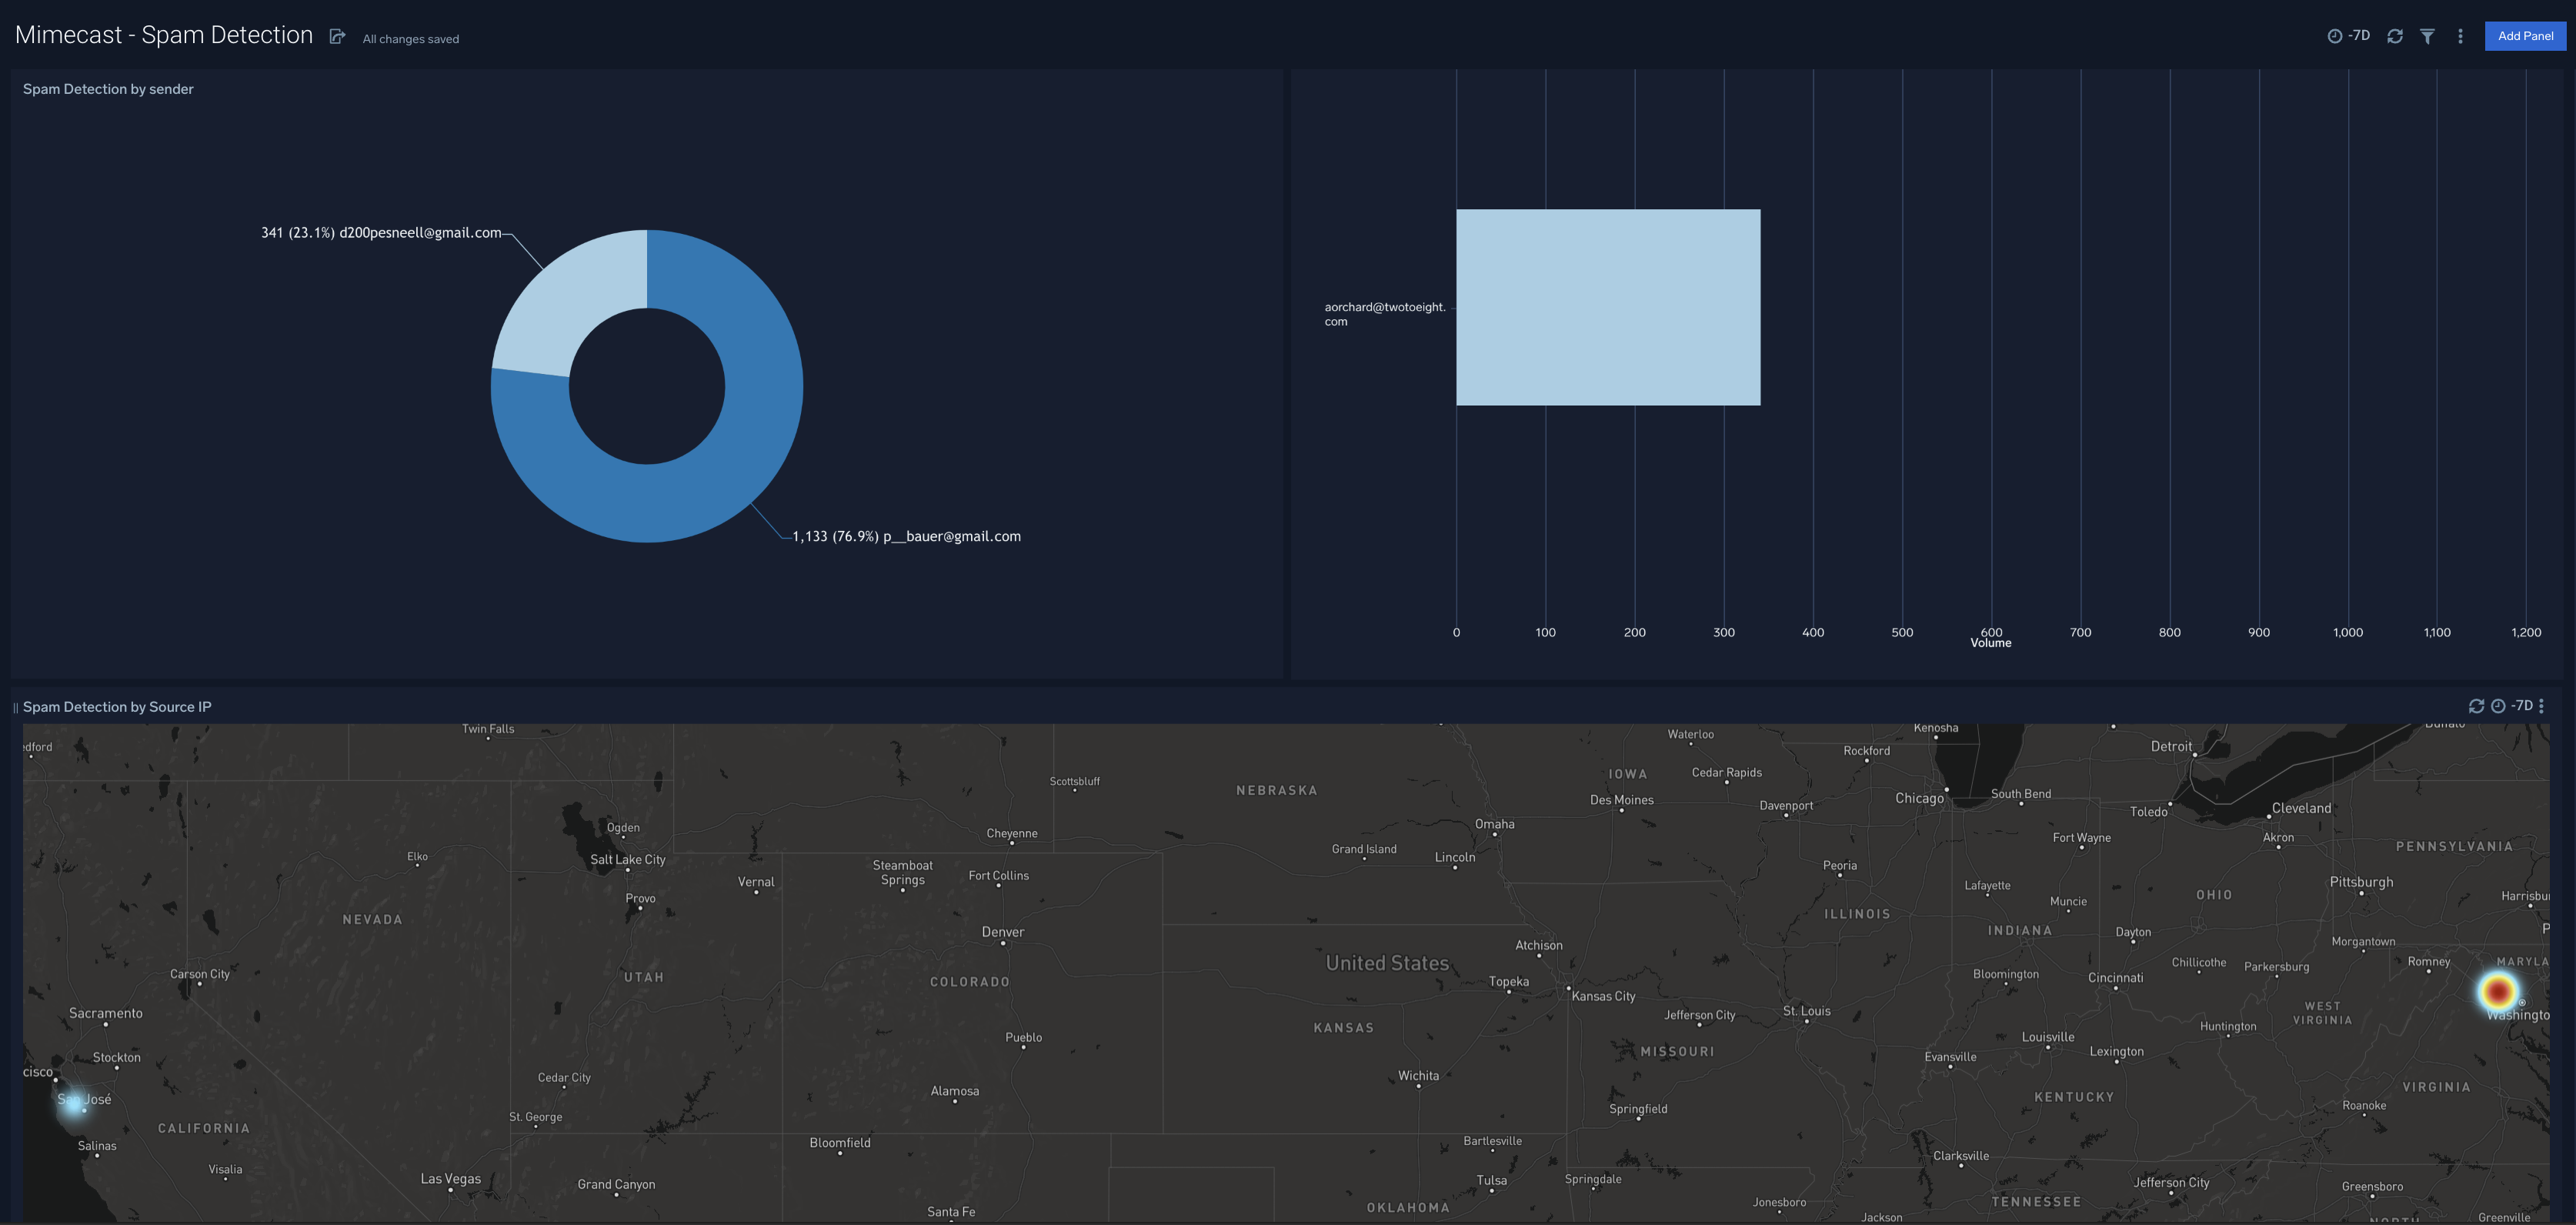 Mimecast - Spam Detection
All changes saved
-7D
Add Panel
Spam Detection by sender
341 (23.1%) d200pesneell@gmail.com
1,133 (76.9%) p__bauer@gmail.com
aorchard@twotoeight.
com
0 100 200 300 400 500 600 700 800 900 1,000 1,100 1,200
Volume
Spam Detection by Source IP
-7D
Twin Falls
edford
Scottsbluff
NEBRASKA
Waterloo
IOWA
Cedar Rapids
Des Moines
Davenport
Rockford
Kenosha
Chicago
South Bend
Detroit
Toledo
Cleveland
Buffalo
Ogden
Salt Lake City
Elko
Provo
Vernal
Steamboat
Springs
Cheyenne
Fort Collins
Grand Island
Omaha
Lincoln
Peoria
Fort Wayne
Akron
PENNSYLVANIA
Lafayette
Muncie
OHIO
Pittsburgh
Harrisbu
NEVADA
Denver
ILLINOIS
INDIANA
Dayton
Morgantown
P
Carson City
UTAH
COLORADO
United States
Atchison
Topeka
Kansas City
Bloomington
Cincinnati
Chillicothe
Parkersburg
Romney
MARYLA
Sacramento
KANSAS
Jefferson City
St. Louis
WEST
VIRGINIA
Huntington
Washingto
Stockton
Pueblo
MISSOURI
Evansville
Louisville
Lexington
cisco
Cedar City
Wichita
VIRGINIA
San José
St. George
Alamosa
Springfield
KENTUCKY
Roanoke
CALIFORNIA
Salinas
Bloomfield
Bartlesville
Clarksville
Visalia
Las Vegas
Grand Canyon
Tulsa
Springdale
Jefferson City
Greensboro
Santa Fe
OKLAHOMA
Jonesboro
TENNESSEE
Jackson
NORTH
Greenville